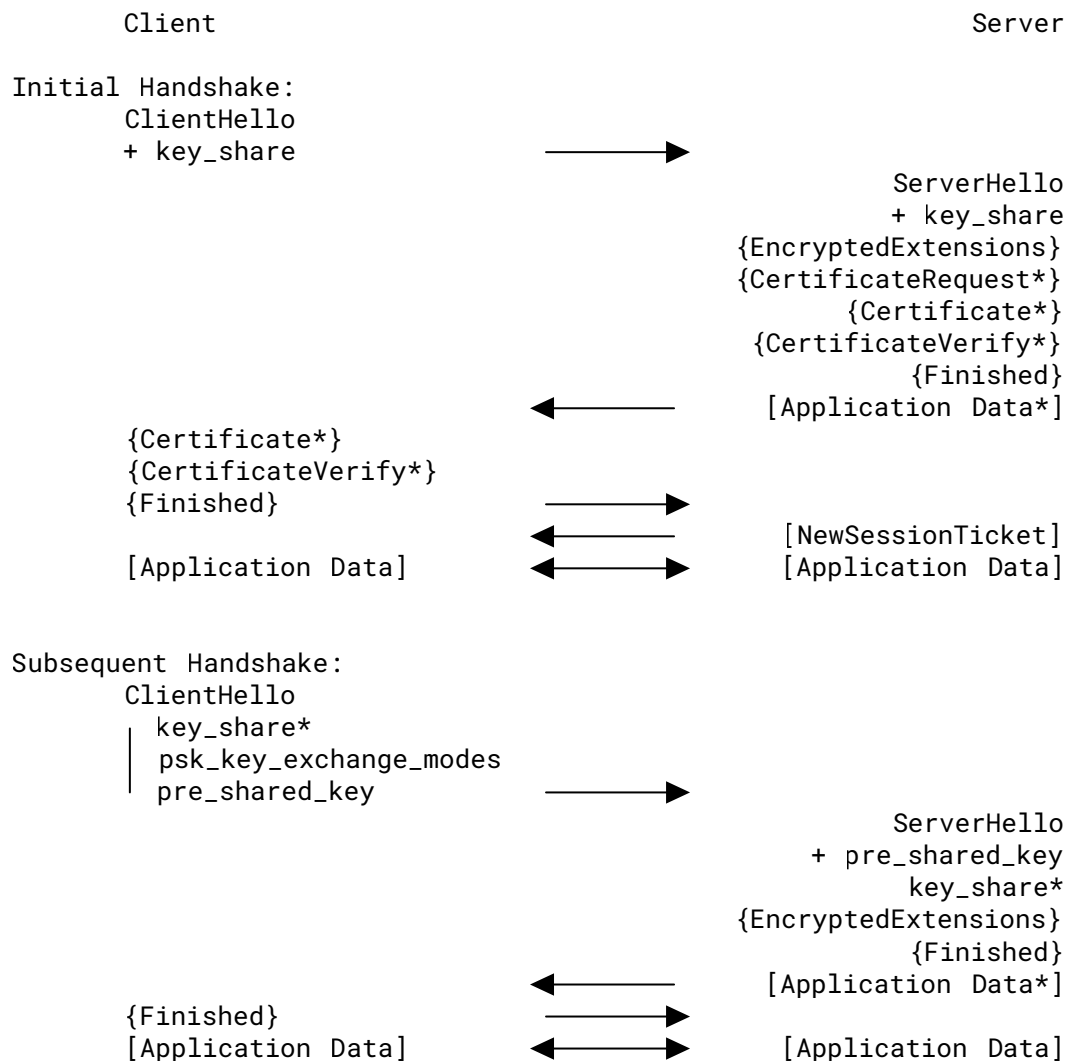 Client Server
Initial Handshake:
ClientHello
+ key_share
ServerHello
+ key_share
{EncryptedExtensions}
{CertificateRequest*}
{Certificate*}
{CertificateVerify*}
{Finished}
[Application Data*]
{Certificate*}
{CertificateVerify*}
{Finished}
[NewSessionTicket]
[Application Data] [Application Data]
Subsequent Handshake:
ClientHello
key_share*
psk_key_exchange_modes
pre_shared_key
ServerHello
+ pre_shared_key
key_share*
{EncryptedExtensions}
{Finished}
[Application Data*]
{Finished}
[Application Data] [Application Data]